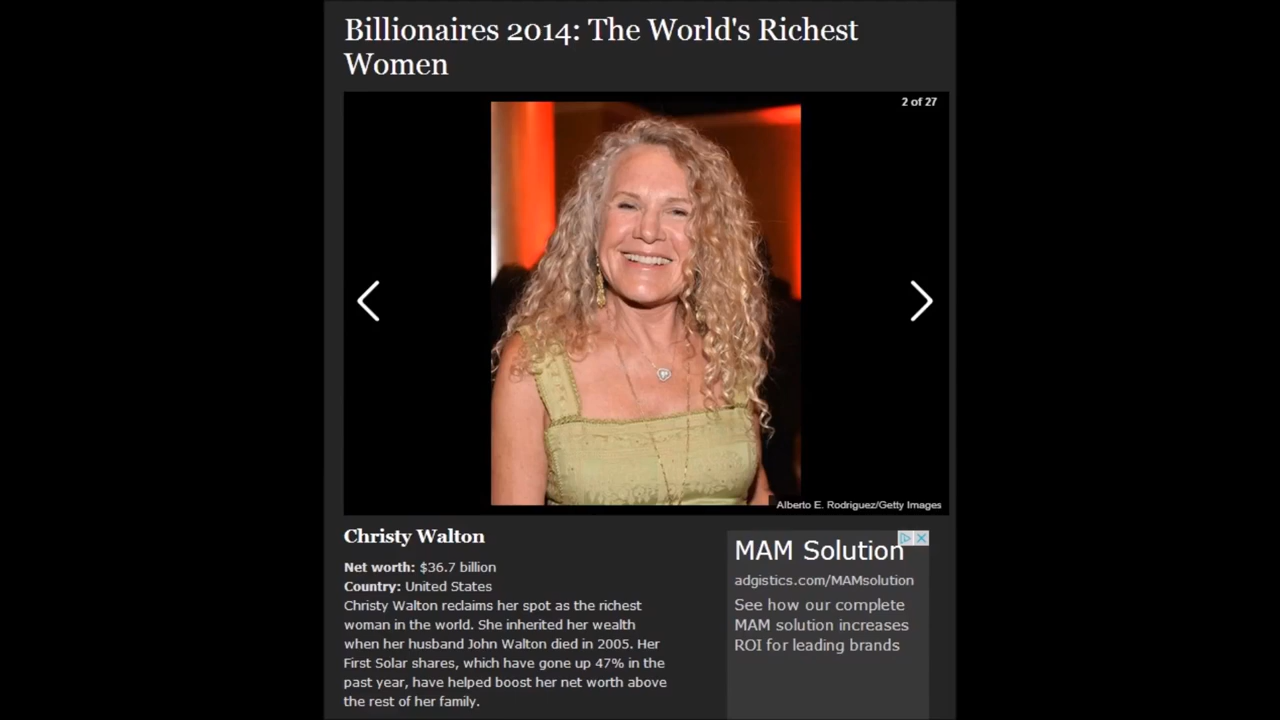 Billionaires 2014: The World's Richest
Women
2 of 27
Alberto E. Rodriguez/Getty Images
Christy Walton
Net worth: $36.7 billion
Country: United States
Christy Walton reclaims her spot as the richest
woman in the world. She inherited her wealth
when her husband John Walton died in 2005. Her
First Solar shares, which have gone up 47% in the
past year, have helped boost her net worth above
the rest of her family.
MAM Solution
adgistics.com/MAMsolution
See how our complete
MAM solution increases
ROI for leading brands